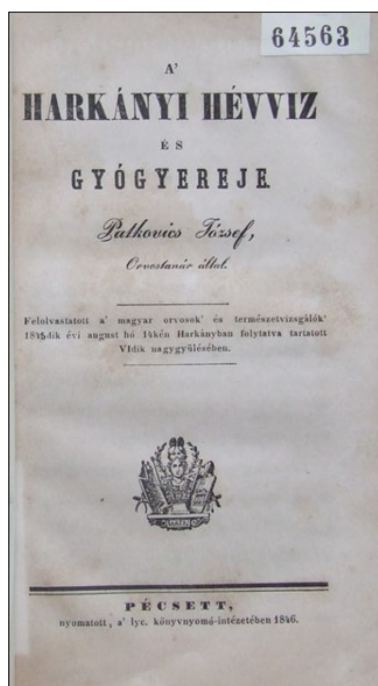 64563
A'
HARKÁNYI HÉVVIZ
ÉS
GYÓGYEREJE.
Patkovics József,
Orvostanár által.
Felolvastatott a' magyar orvosok' és természetvizsgálók'
1845dik évi august hó 14kén Harkányban folytatva tartatott
VIdik nagygyülésében.
PÉCSETT,
nyomatott, a' lyc. könyvnyomó-intézetében 1846.